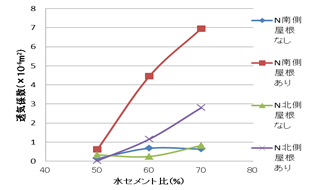 透気係数(×10⁻⁶m²)
8
7
6
5
4
3
2
1
0
40
50
60
70
80
水セメント比(%)
N南側
屋根
なし
N南側
屋根
あり
N北側
屋根
なし
N北側
屋根
あり